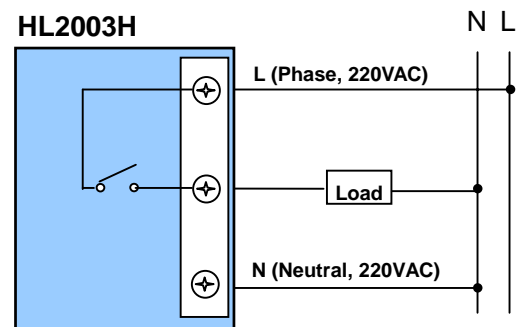 HL2003H
N L
L (Phase, 220VAC)
Load
N (Neutral, 220VAC)